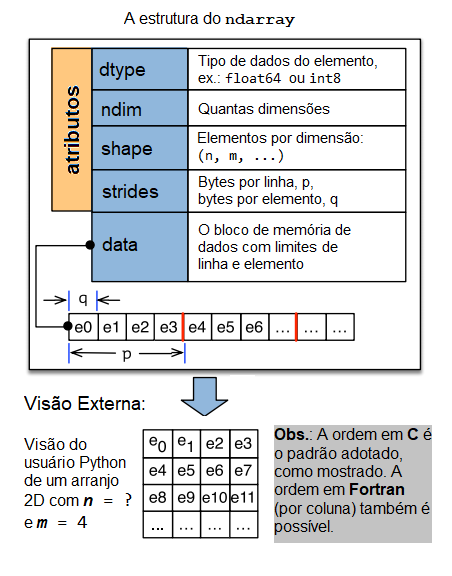 A estrutura do ndarray
atributos
dtype
Tipo de dados do elemento,
ex.: float64 ou int8
ndim
Quantas dimensões
shape
Elementos por dimensão:
(n, m, ...)
strides
Bytes por linha, p,
bytes por elemento, q
data
O bloco de memória de
dados com limites de
linha e elemento
q
e0 e1 e2 e3 e4 e5 e6 ... ... ...
p
Visão Externa:
Visão do
usuário Python
de um arranjo
2D com n = ?
e m = 4
e0 e1 e2 e3
e4 e5 e6 e7
e8 e9 e10 e11
... ... ... ...
Obs.: A ordem em C é
o padrão adotado,
como mostrado. A
ordem em Fortran
(por coluna) também é
possível.